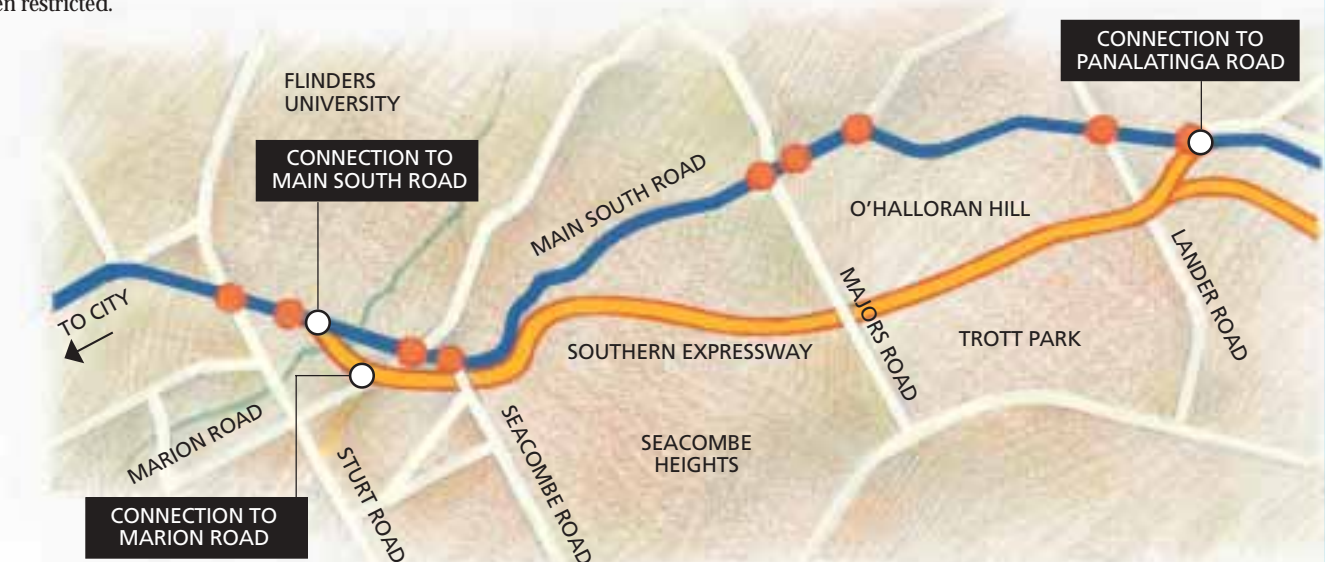 en restricted.
CONNECTION TO
PANALATINGA ROAD
FLINDERS
UNIVERSITY
CONNECTION TO
MAIN SOUTH ROAD
MAIN SOUTH ROAD
O'HALLORAN HILL
LANDER ROAD
TO CITY
MAJORS ROAD
TROTT PARK
SOUTHERN EXPRESSWAY
MARION ROAD
SEACOMBE ROAD
SEACOMBE
HEIGHTS
STURT ROAD
CONNECTION TO
MARION ROAD